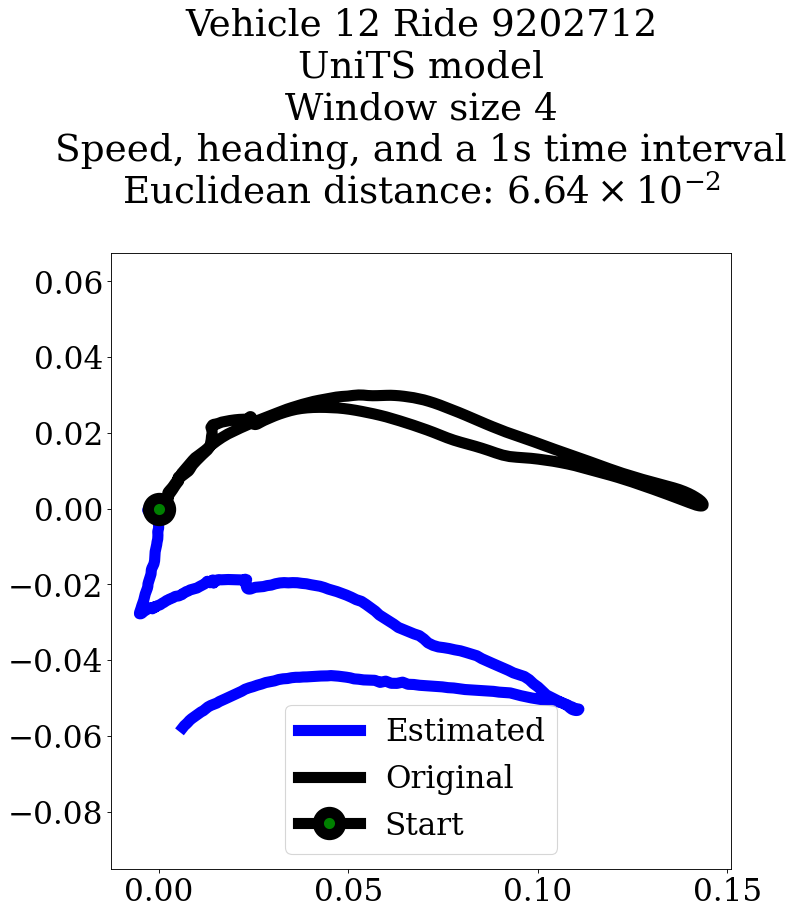 Vehicle 12 Ride 9202712
UniTS model
Window size 4
Speed, heading, and a 1s time interval
Euclidean distance: $6.64 \times 10^{-2}$
0.06
0.04
0.02
0.00
−0.02
−0.04
−0.06
−0.08
Estimated
Original
Start
0.00 0.05 0.10 0.15